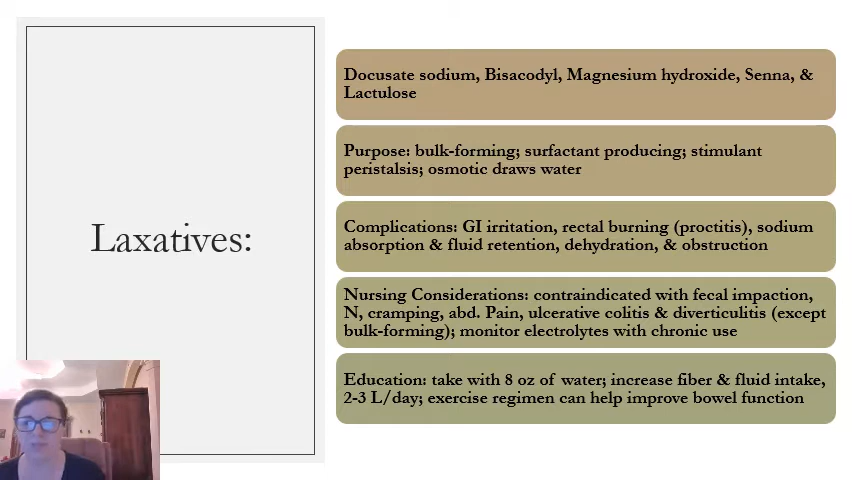 Laxatives:
Docusate sodium, Bisacodyl, Magnesium hydroxide, Senna, &
Lactulose
Purpose: bulk-forming; surfactant producing; stimulant
peristalsis; osmotic draws water
Complications: GI irritation, rectal burning (proctitis), sodium
absorption & fluid retention, dehydration, & obstruction
Nursing Considerations: contraindicated with fecal impaction,
N, cramping, abd. Pain, ulcerative colitis & diverticulitis (except
bulk-forming); monitor electrolytes with chronic use
Education: take with 8 oz of water; increase fiber & fluid intake,
2-3 L/day; exercise regimen can help improve bowel function